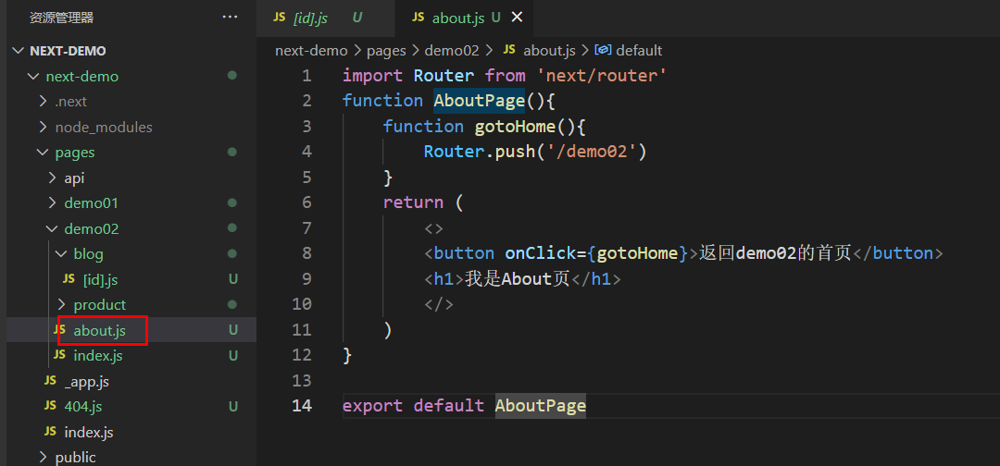 资源管理器 ···
NEXT-DEMO
next-demo
.next
node_modules
pages
api
demo01
demo02
blog
JS [id].js U
product
JS about.js U
JS index.js U
JS _app.js
JS 404.js U
JS index.js
public
JS [id].js U JS about.js U
next-demo > pages > demo02 > JS about.js > default
1 import Router from 'next/router'
2 function AboutPage(){
3 function gotoHome(){
4 Router.push('/demo02')
5 }
6 return (
7 <>
8 <button onClick={gotoHome}>返回demo02的首页</button>
9 <h1>我是About页</h1>
10 </>
11 )
12 }
13
14 export default AboutPage